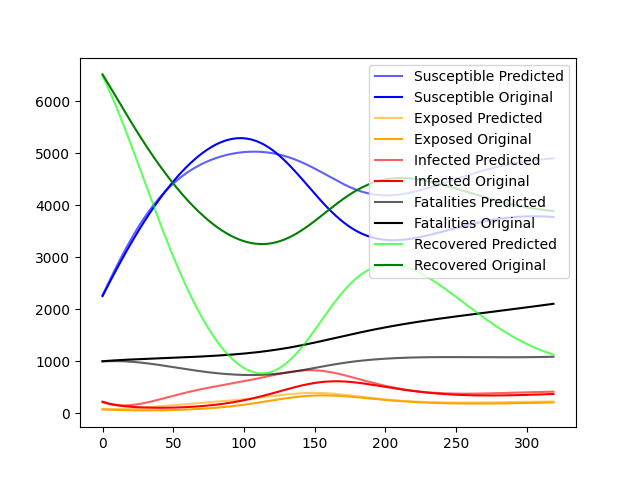 Susceptible Predicted
Susceptible Original
Exposed Predicted
Exposed Original
Infected Predicted
Infected Original
Fatalities Predicted
Fatalities Original
Recovered Predicted
Recovered Original
6000
5000
4000
3000
2000
1000
0
0 50 100 150 200 250 300